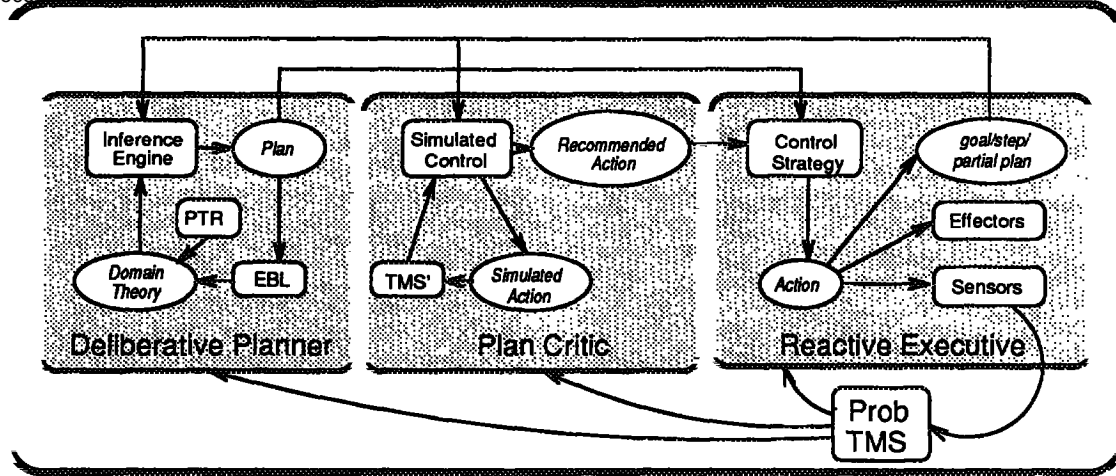 Inference
Engine
Plan
PTR
Domain
Theory
EBL
Deliberative Planner
Simulated
Control
Recommended
Action
TMS'
Simulated
Action
Plan Critic
Control
Strategy
goal/step/
partial plan
Effectors
Action
Sensors
Reactive Executive
Prob
TMS